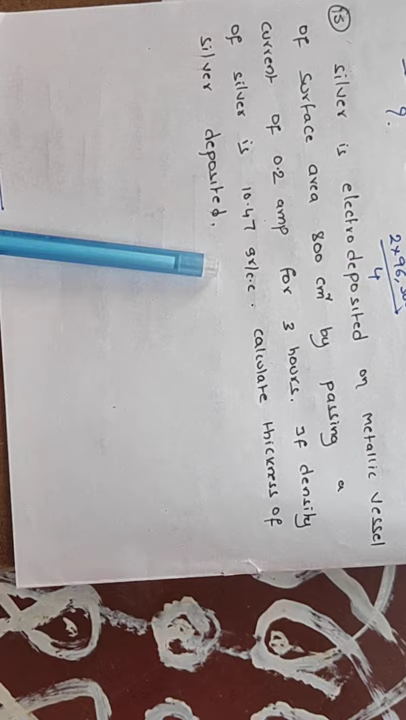 9.
2×96,50
4
(15) silver is electrodeposited on metallic vessel
of surface area 800 cm² by passing a
current of 0.2 amp for 3 hours. If density
of silver is 10.47 gr/c.c. calculate thickness of
silver deposited.